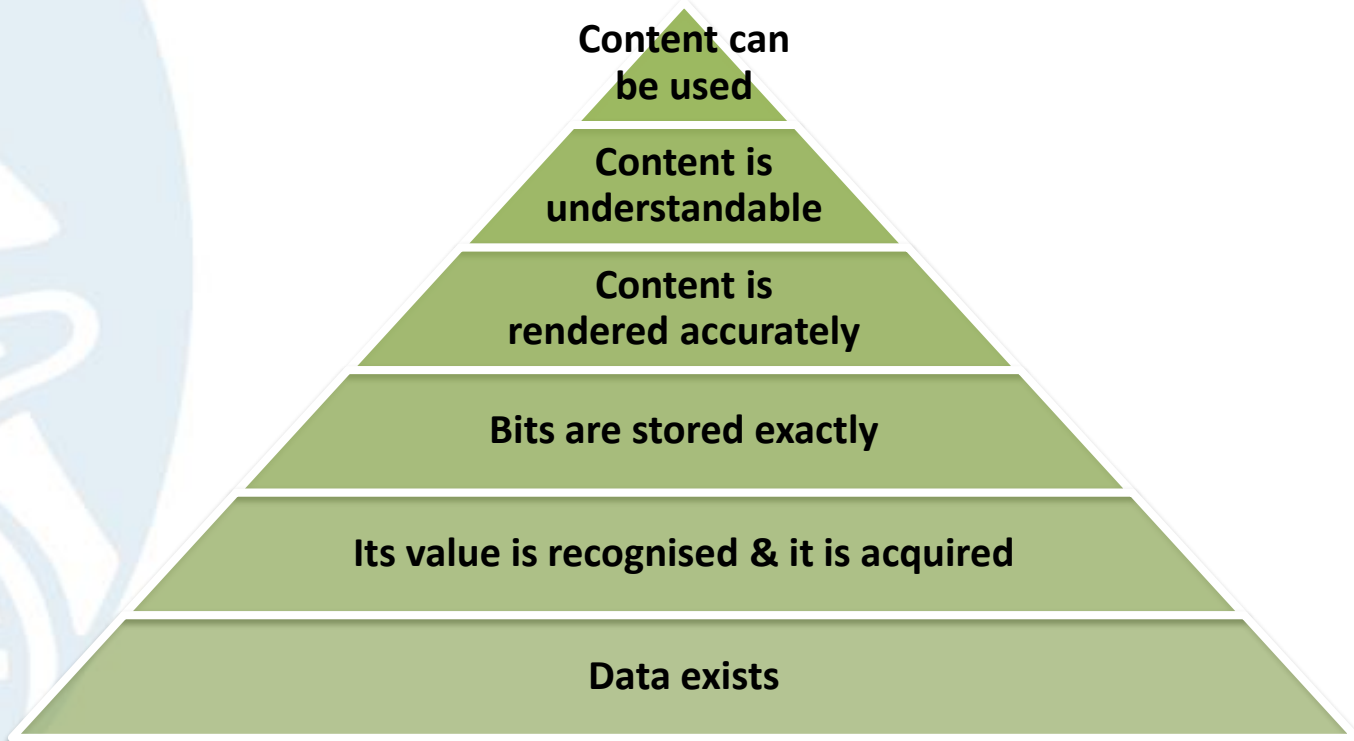 Content can
be used
Content is
understandable
Content is
rendered accurately
Bits are stored exactly
Its value is recognised & it is acquired
Data exists